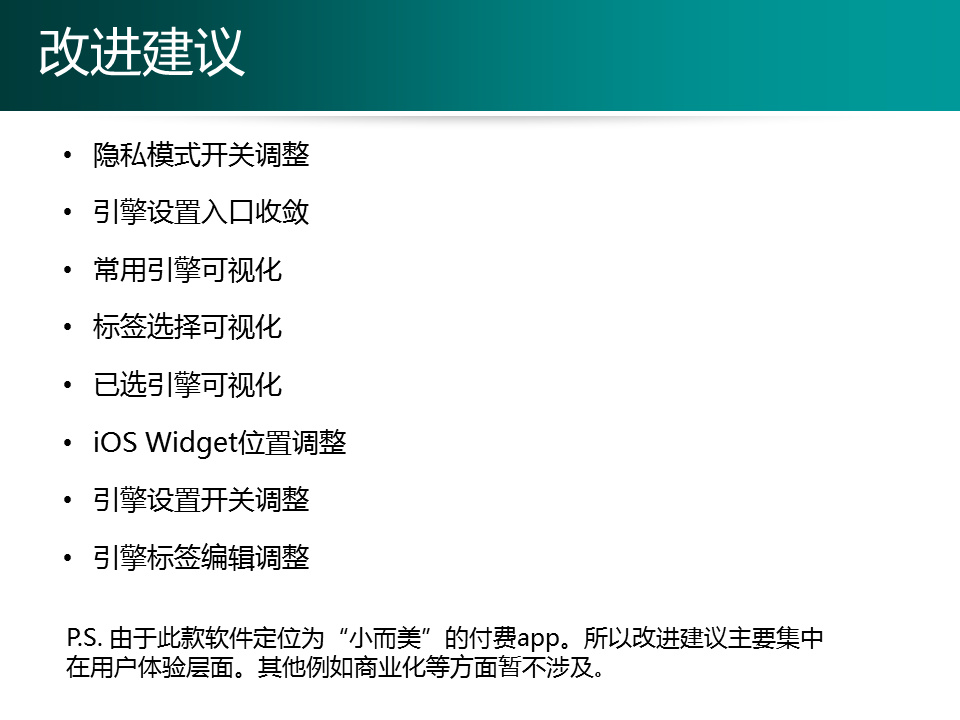 改进建议
• 隐私模式开关调整
• 引擎设置入口收敛
• 常用引擎可视化
• 标签选择可视化
• 已选引擎可视化
• iOS Widget位置调整
• 引擎设置开关调整
• 引擎标签编辑调整
P.S. 由于此款软件定位为“小而美”的付费app。所以改进建议主要集中
在用户体验层面。其他例如商业化等方面暂不涉及。